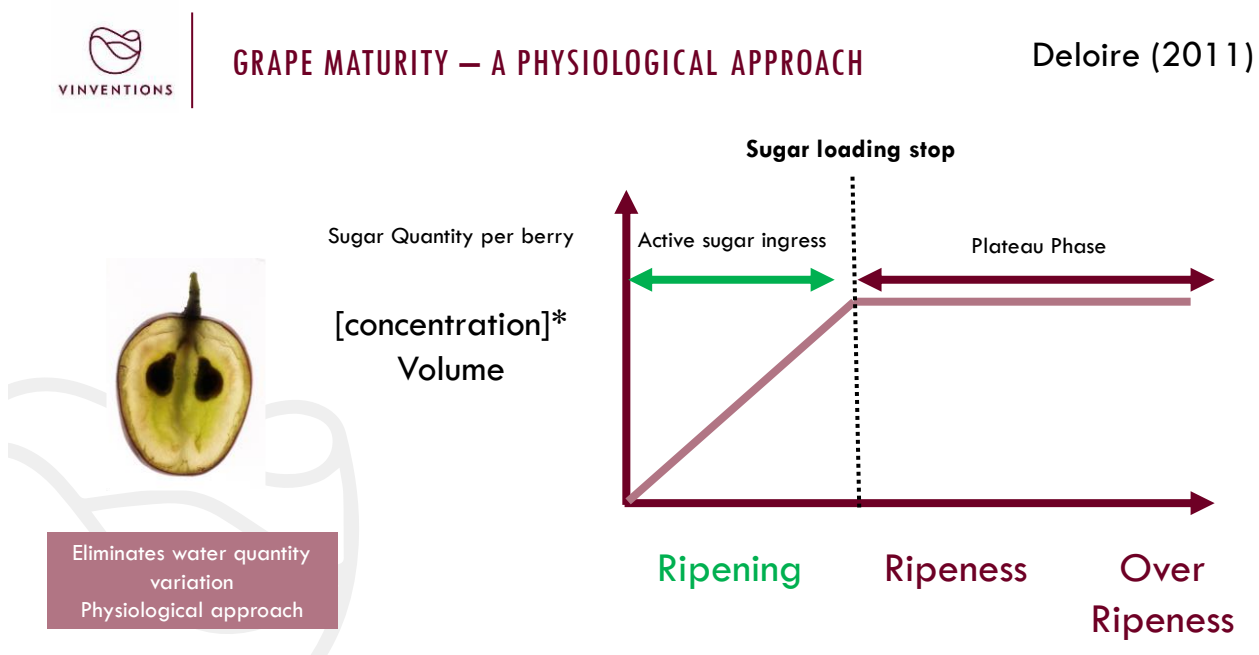 VINVENTIONS
GRAPE MATURITY – A PHYSIOLOGICAL APPROACH
Deloire (2011)
Sugar loading stop
Sugar Quantity per berry
Active sugar ingress
Plateau Phase
[concentration]*
Volume
Eliminates water quantity
variation
Physiological approach
Ripening
Ripeness
Over
Ripeness